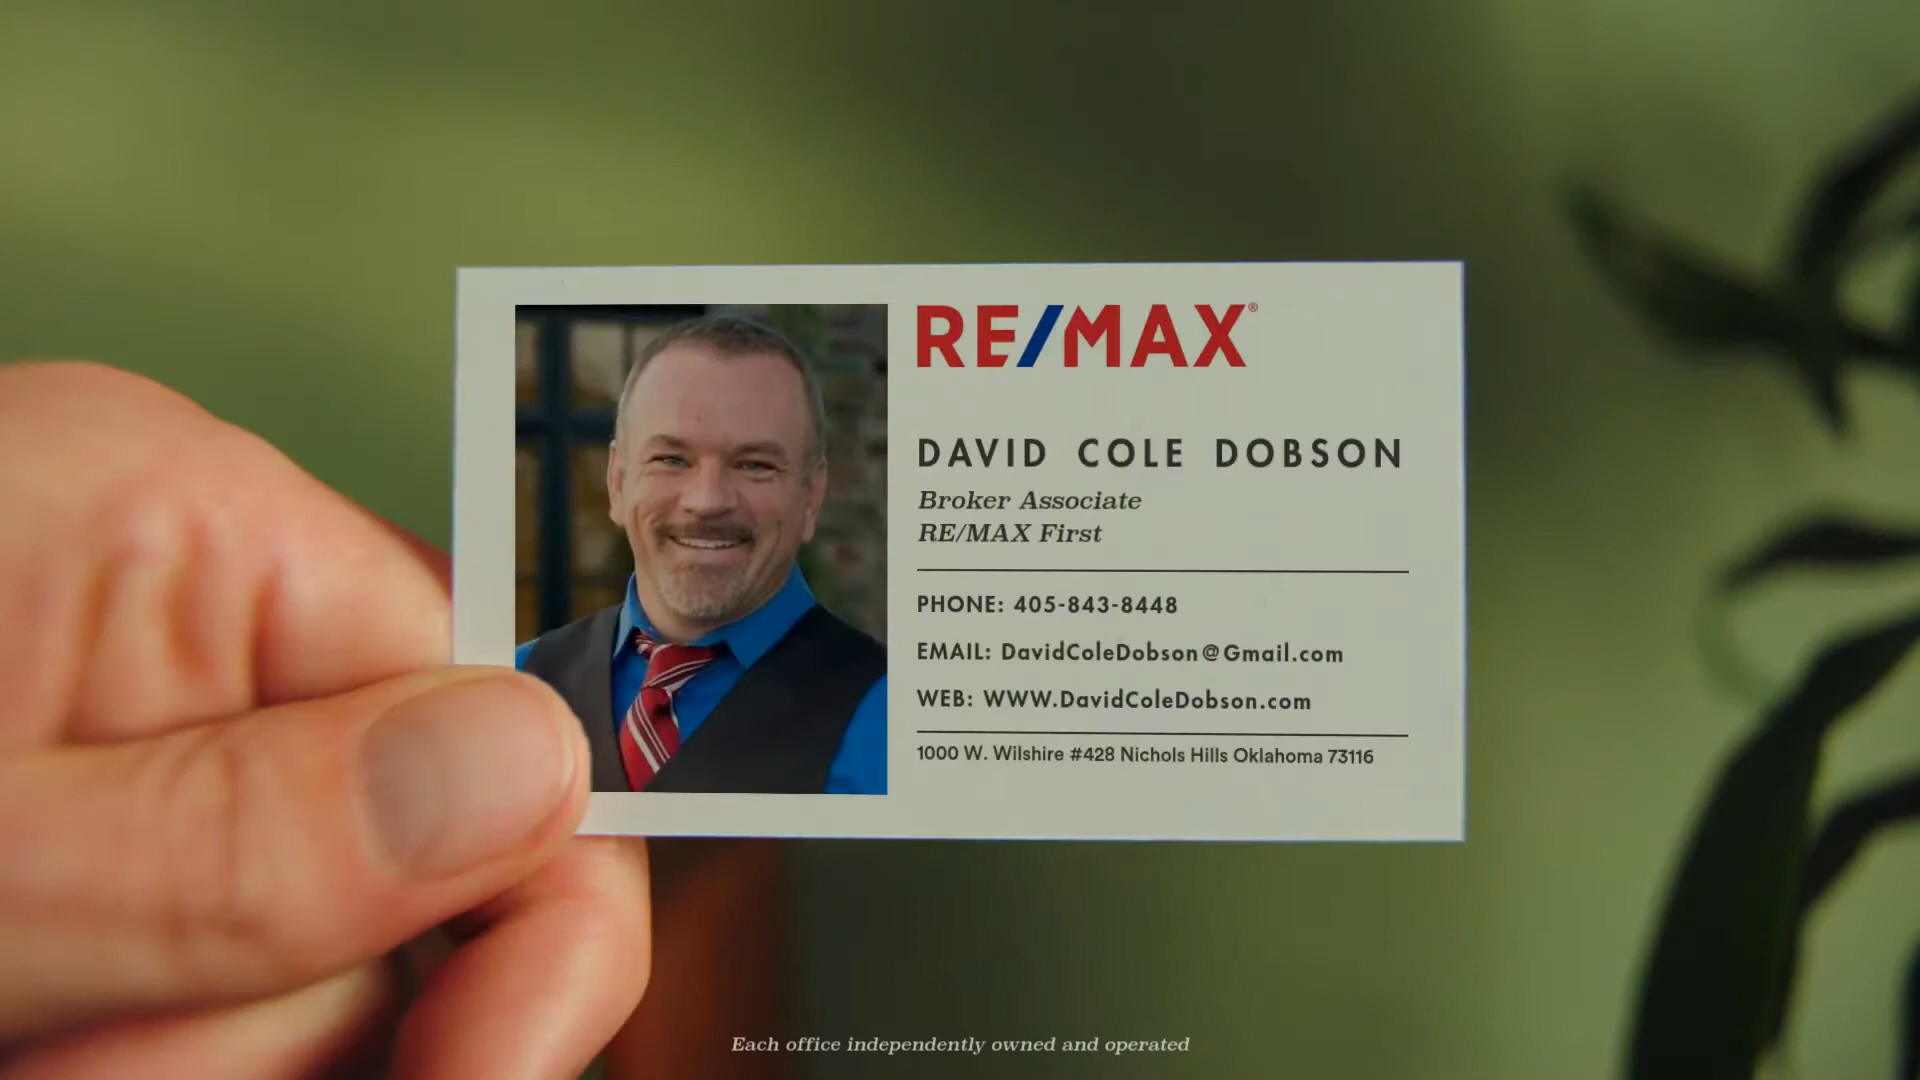 RE/MAX®
DAVID COLE DOBSON
Broker Associate
RE/MAX First
PHONE: 405-843-8448
EMAIL: DavidColeDobson@Gmail.com
WEB: WWW.DavidColeDobson.com
1000 W. Wilshire #428 Nichols Hills Oklahoma 73116
Each office independently owned and operated